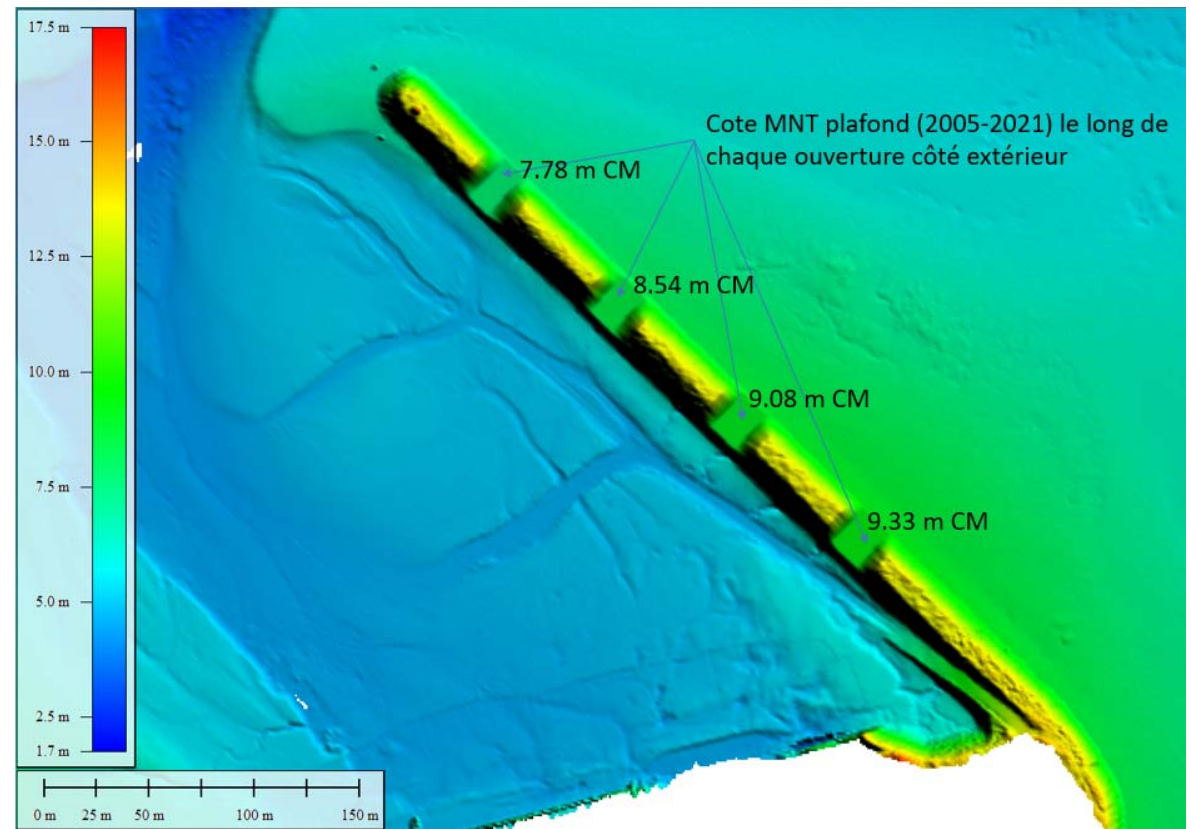 17.5 m
15.0 m
12.5 m
10.0 m
7.5 m
5.0 m
2.5 m
1.7 m
Cote MNT plafond (2005-2021) le long de
chaque ouverture côté extérieur
7.78 m CM
8.54 m CM
9.08 m CM
9.33 m CM
0 m 25 m 50 m 100 m 150 m